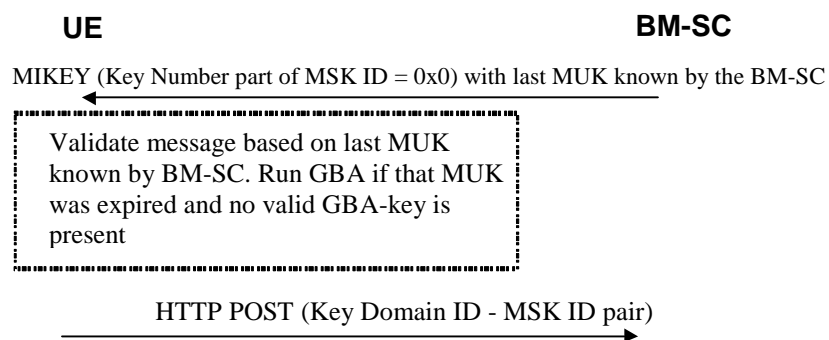 UE
BM-SC
MIKEY (Key Number part of MSK ID = 0x0) with last MUK known by the BM-SC
Validate message based on last MUK
known by BM-SC. Run GBA if that MUK
was expired and no valid GBA-key is
present
HTTP POST (Key Domain ID - MSK ID pair)